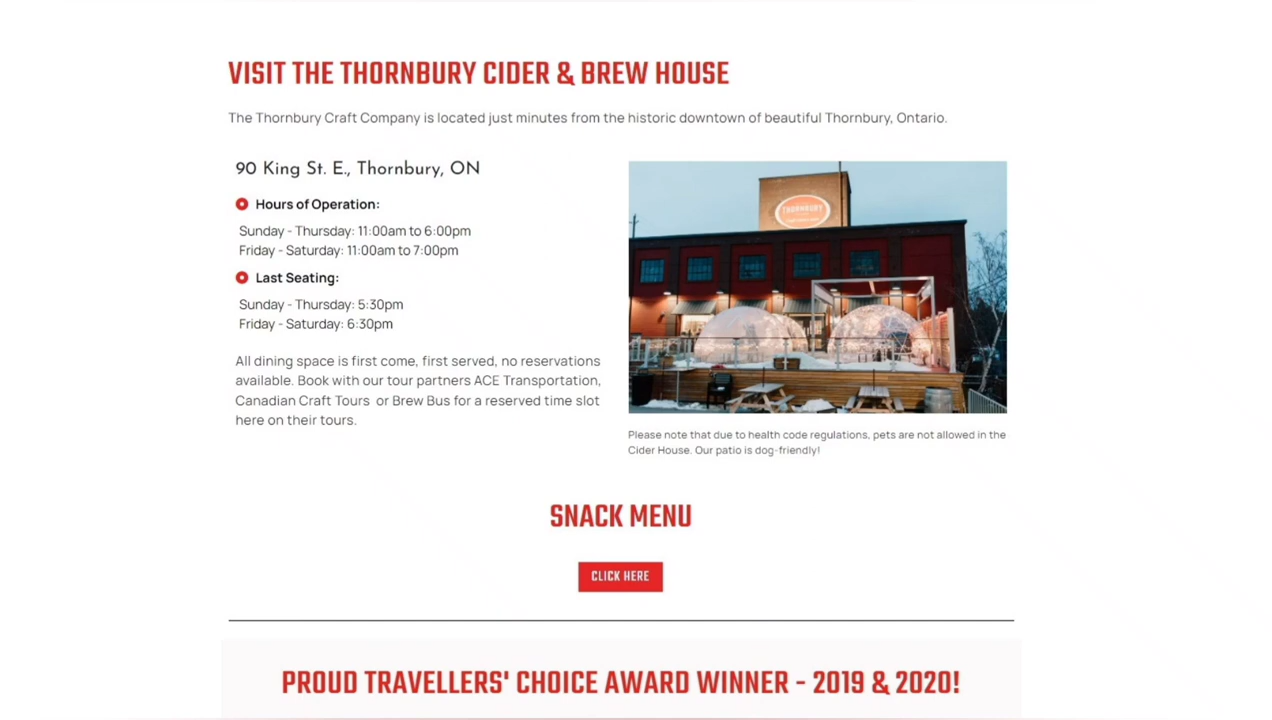 VISIT THE THORNBURY CIDER & BREW HOUSE
The Thornbury Craft Company is located just minutes from the historic downtown of beautiful Thornbury, Ontario.
90 King St. E., Thornbury, ON
Hours of Operation:
Sunday - Thursday: 11:00am to 6:00pm
Friday - Saturday: 11:00am to 7:00pm
Last Seating:
Sunday - Thursday: 5:30pm
Friday - Saturday: 6:30pm
All dining space is first come, first served, no reservations
available. Book with our tour partners ACE Transportation,
Canadian Craft Tours or Brew Bus for a reserved time slot
here on their tours.
THORNBURY
Please note that due to health code regulations, pets are not allowed in the
Cider House. Our patio is dog-friendly!
SNACK MENU
CLICK HERE
PROUD TRAVELLERS' CHOICE AWARD WINNER - 2019 & 2020!